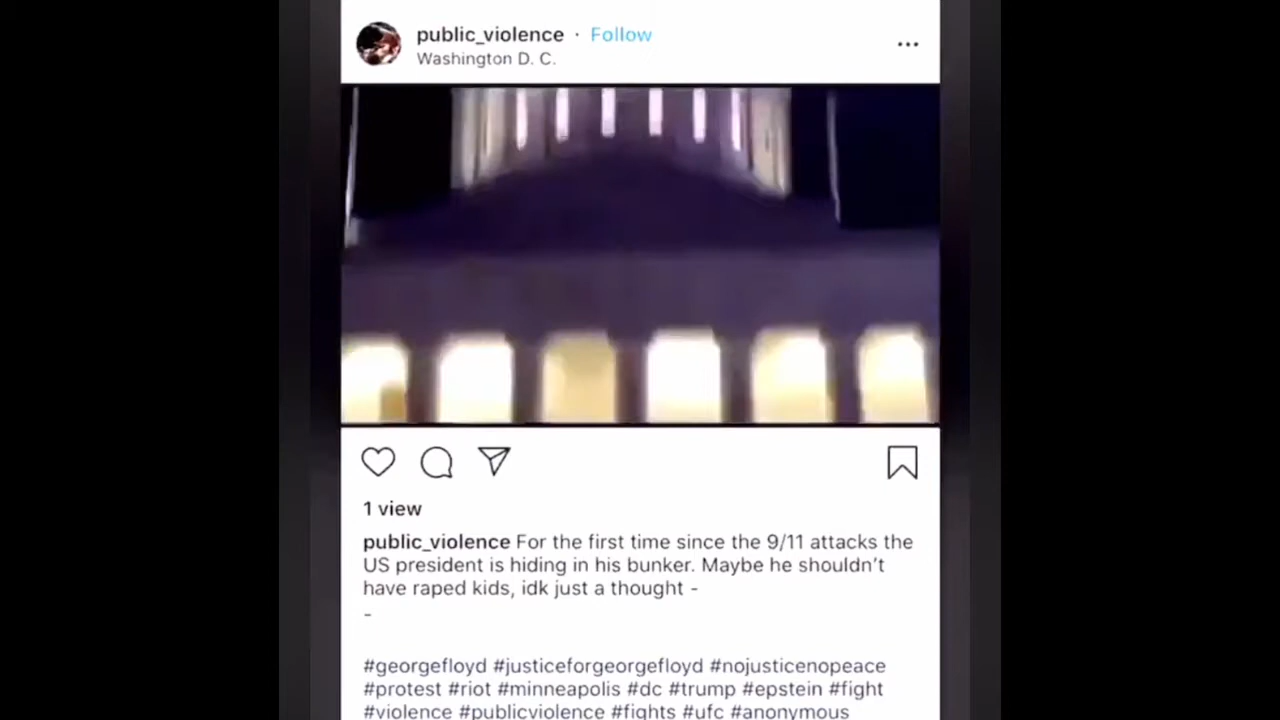 public_violence · Follow
Washington D. C.
1 view
public_violence For the first time since the 9/11 attacks the
US president is hiding in his bunker. Maybe he shouldn't
have raped kids, idk just a thought -
-
#georgefloyd #justiceforgeorgefloyd #nojusticenopeace
#protest #riot #minneapolis #dc #trump #epstein #fight
#violence #publicviolence #fights #ufc #anonymous